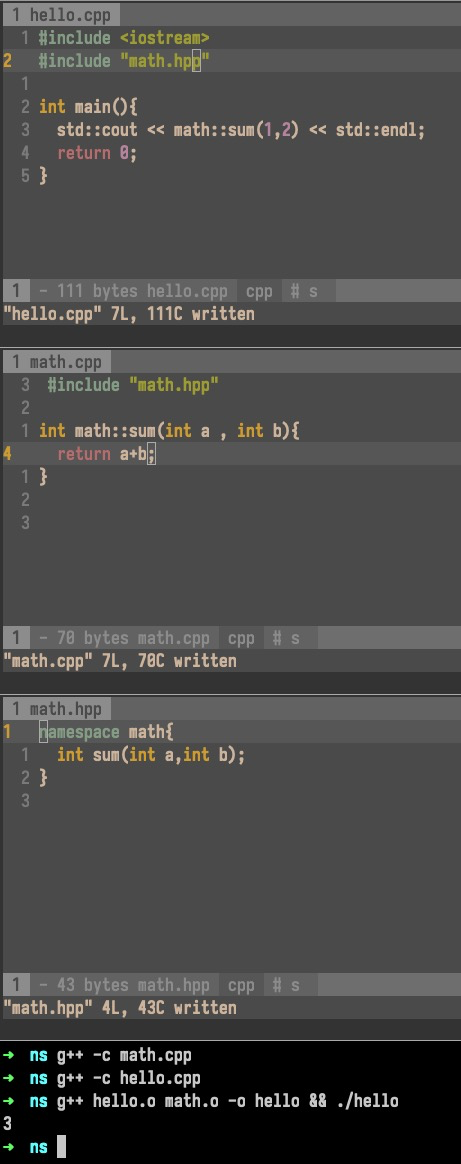 1 hello.cpp
1 #include <iostream>
2 #include "math.hpp"
1
2 int main(){
3 std::cout << math::sum(1,2) << std::endl;
4 return 0;
5 }
1 - 111 bytes hello.cpp cpp # s
"hello.cpp" 7L, 111C written
1 math.cpp
3 #include "math.hpp"
2
1 int math::sum(int a , int b){
4 return a+b;
1 }
2
3
1 - 70 bytes math.cpp cpp # s
"math.cpp" 7L, 70C written
1 math.hpp
1 namespace math{
1 int sum(int a,int b);
2 }
3
1 - 43 bytes math.hpp cpp # s
"math.hpp" 4L, 43C written
→ ns g++ -c math.cpp
→ ns g++ -c hello.cpp
→ ns g++ hello.o math.o -o hello && ./hello
3
→ ns